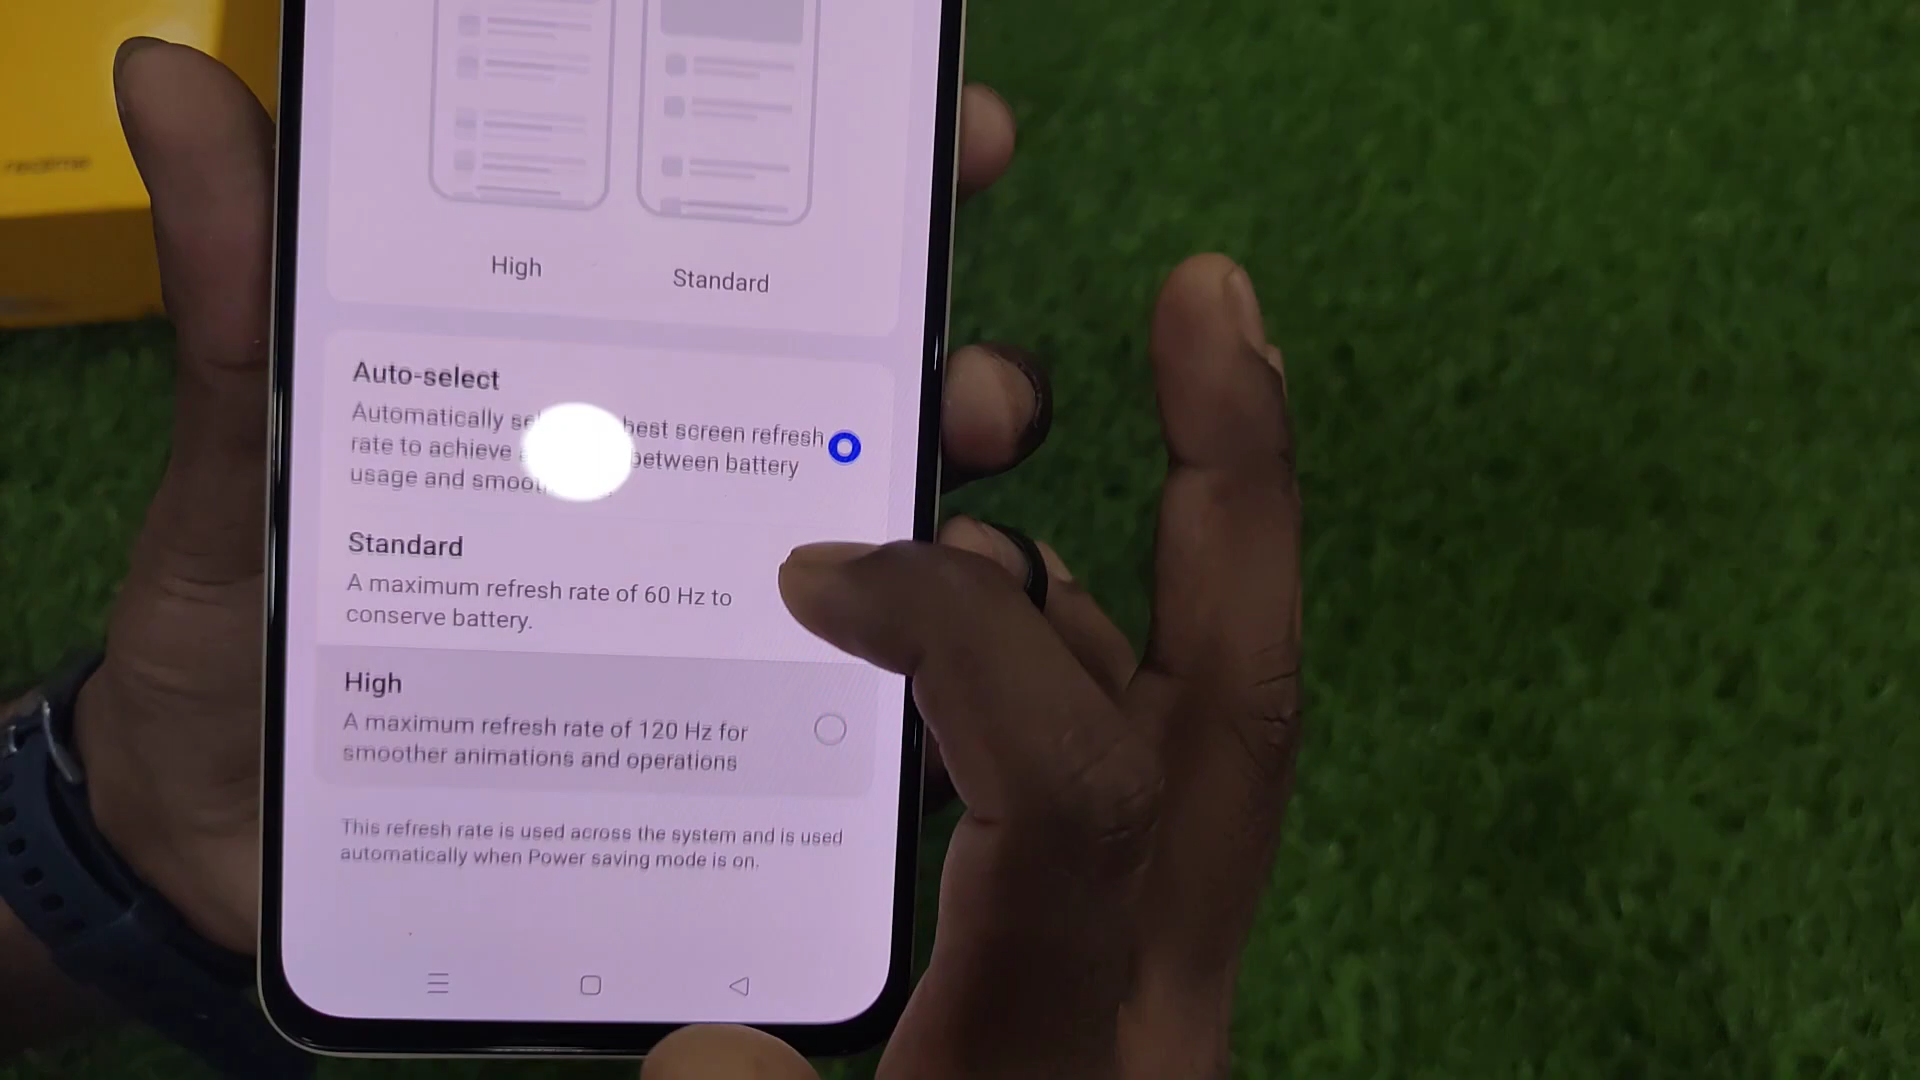 realme
High
Standard
Auto-select
Automatically best screen refresh
rate to achieve between battery
usage and
Standard
A maximum refresh rate of 60 Hz to
conserve battery.
High
A maximum refresh rate of 120 Hz for
smoother animations and operations
This refresh rate is used across the system and is used
automatically when Power saving mode is on.